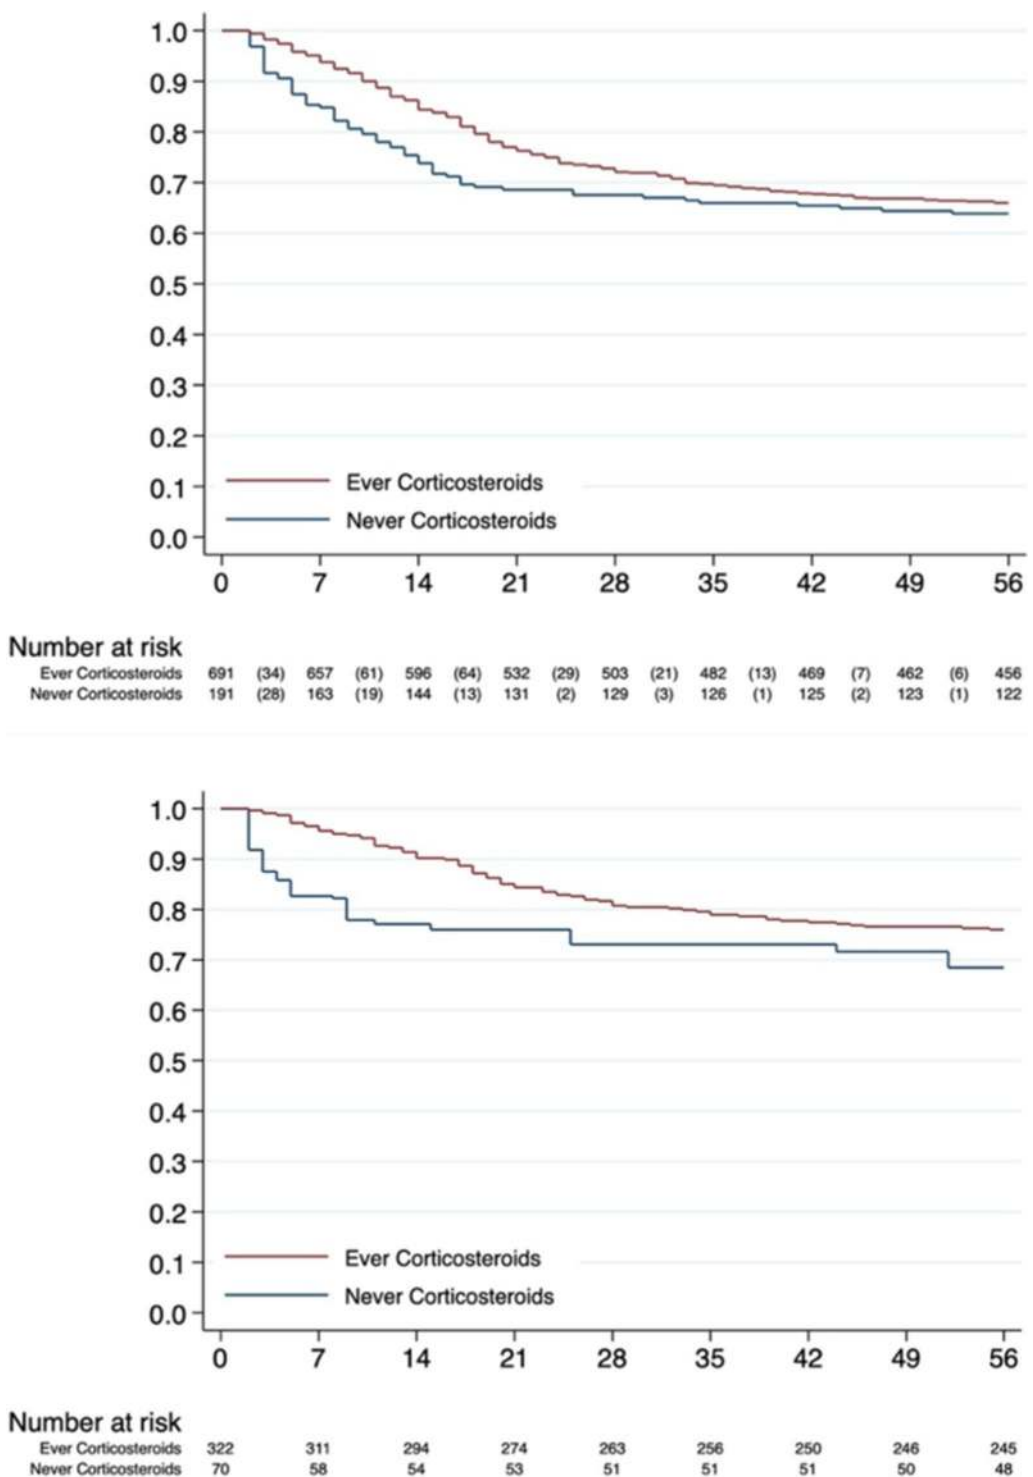 1.0
0.9
0.8
0.7
0.6
0.5
0.4
0.3
0.2
0.1
0.0
Ever Corticosteroids
Never Corticosteroids
0 7 14 21 28 35 42 49 56
Number at risk
Ever Corticosteroids 691 (34) 657 (61) 596 (64) 532 (29) 503 (21) 482 (13) 469 (7) 462 (6) 456
Never Corticosteroids 191 (28) 163 (19) 144 (13) 131 (2) 129 (3) 126 (1) 125 (2) 123 (1) 122
1.0
0.9
0.8
0.7
0.6
0.5
0.4
0.3
0.2
0.1
0.0
Ever Corticosteroids
Never Corticosteroids
0 7 14 21 28 35 42 49 56
Number at risk
Ever Corticosteroids 322 311 294 274 263 256 250 246 245
Never Corticosteroids 70 58 54 53 51 51 51 50 48